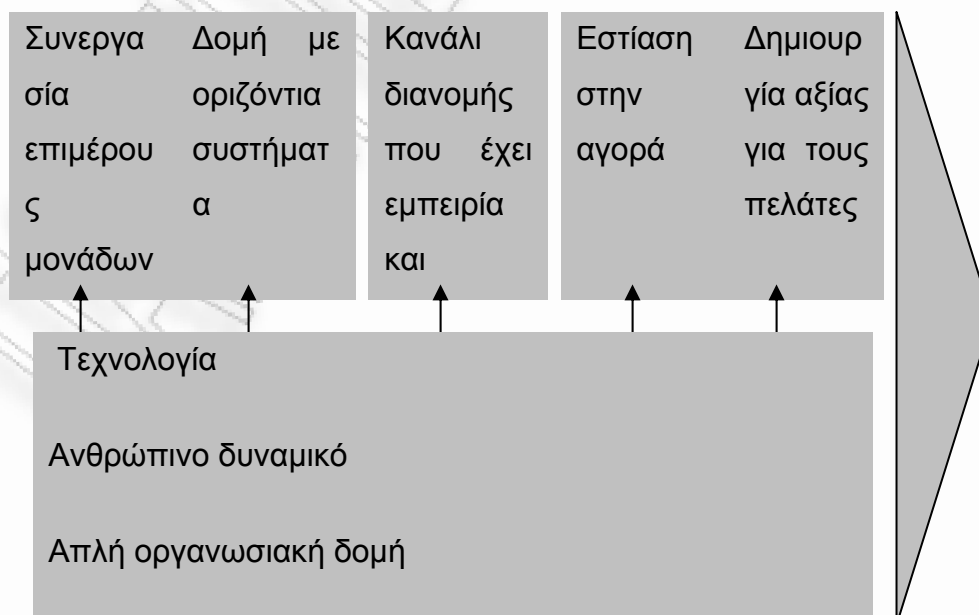 Συνεργα
σία
επιμέρου
ς
μονάδων
Δομή με
οριζόντια
συστήματ
α
Κανάλι
διανομής
που έχει
εμπειρία
και
Εστίαση
στην
αγορά
Δημιουρ
γία αξίας
για τους
πελάτες
Τεχνολογία
Ανθρώπινο δυναμικό
Απλή οργανωσιακή δομή